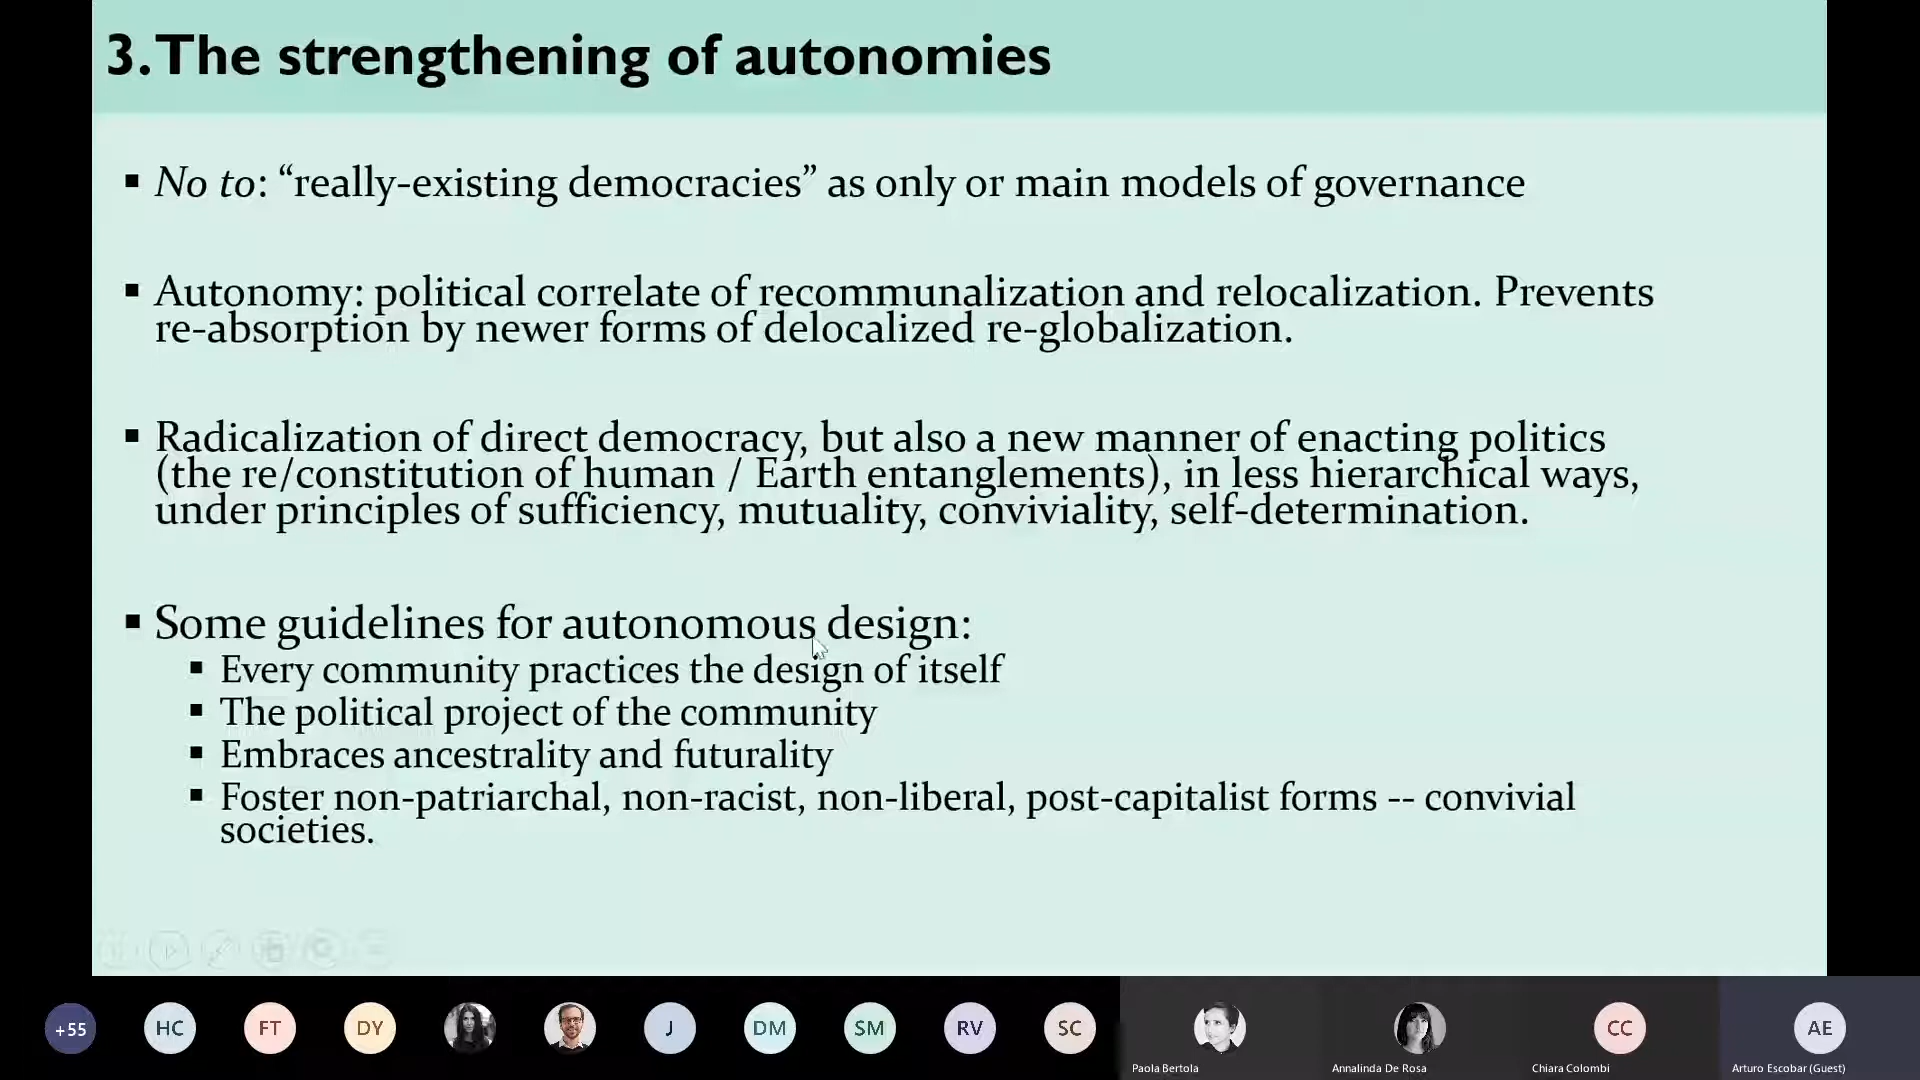 3. The strengthening of autonomies
▪ No to: “really-existing democracies” as only or main models of governance
▪ Autonomy: political correlate of recommunalization and relocalization. Prevents
re-absorption by newer forms of delocalized re-globalization.
▪ Radicalization of direct democracy, but also a new manner of enacting politics
(the re/constitution of human / Earth entanglements), in less hierarchical ways,
under principles of sufficiency, mutuality, conviviality, self-determination.
▪ Some guidelines for autonomous design:
▪ Every community practices the design of itself
▪ The political project of the community
▪ Embraces ancestrality and futurality
▪ Foster non-patriarchal, non-racist, non-liberal, post-capitalist forms -- convivial
societies.
+55 HC FT DY J DM SM RV SC CC AE
Paola Bertola Annalinda De Rosa Chiara Colombi Arturo Escobar (Guest)